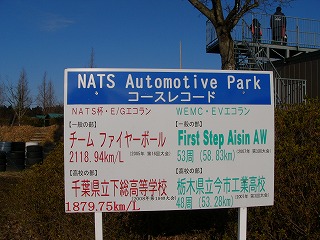 NATS Automotive Park
コースレコード
NATS杯・E/Gエコラン
【一般の部】
チーム ファイヤーボール
2118.94km/L
【高校の部】
千葉県立下総高等学校
1879.75km/L
WEMC・EVエコラン
【一般の部】
First Step Aisin AW
53周 (58.83km)
【高校の部】
栃木県立今市工業高校
48周 (53.28km)